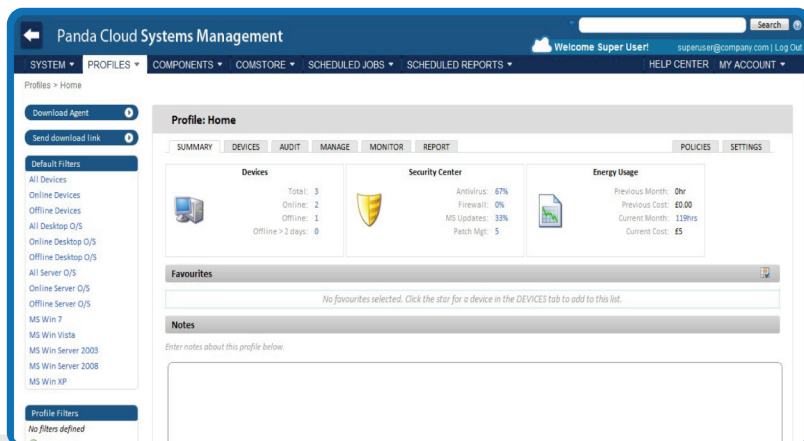 Panda Cloud Systems Management
Search
Welcome Super User!
superuser@company.com | Log Out
SYSTEM PROFILES COMPONENTS COMSTORE SCHEDULED JOBS SCHEDULED REPORTS HELP CENTER MY ACCOUNT
Profiles > Home
Download Agent
Send download link
Default Filters
All Devices
Online Devices
Offline Devices
All Desktop O/S
Online Desktop O/S
Offline Desktop O/S
All Server O/S
Online Server O/S
Offline Server O/S
MS Win 7
MS Win Vista
MS Win Server 2003
MS Win Server 2008
MS Win XP
Profile Filters
No filters defined
Profile: Home
SUMMARY DEVICES AUDIT MANAGE MONITOR REPORT POLICIES SETTINGS
Devices
Total: 3
Online: 2
Offline: 1
Offline > 2 days: 0
Security Center
Antivirus: 67%
Firewall: 0%
MS Updates: 33%
Patch Mgt: 5
Energy Usage
Previous Month: 0hr
Previous Cost: £0.00
Current Month: 119hrs
Current Cost: £5
Favourites
No favourites selected. Click the star for a device in the DEVICES tab to add to this list.
Notes
Enter notes about this profile below.